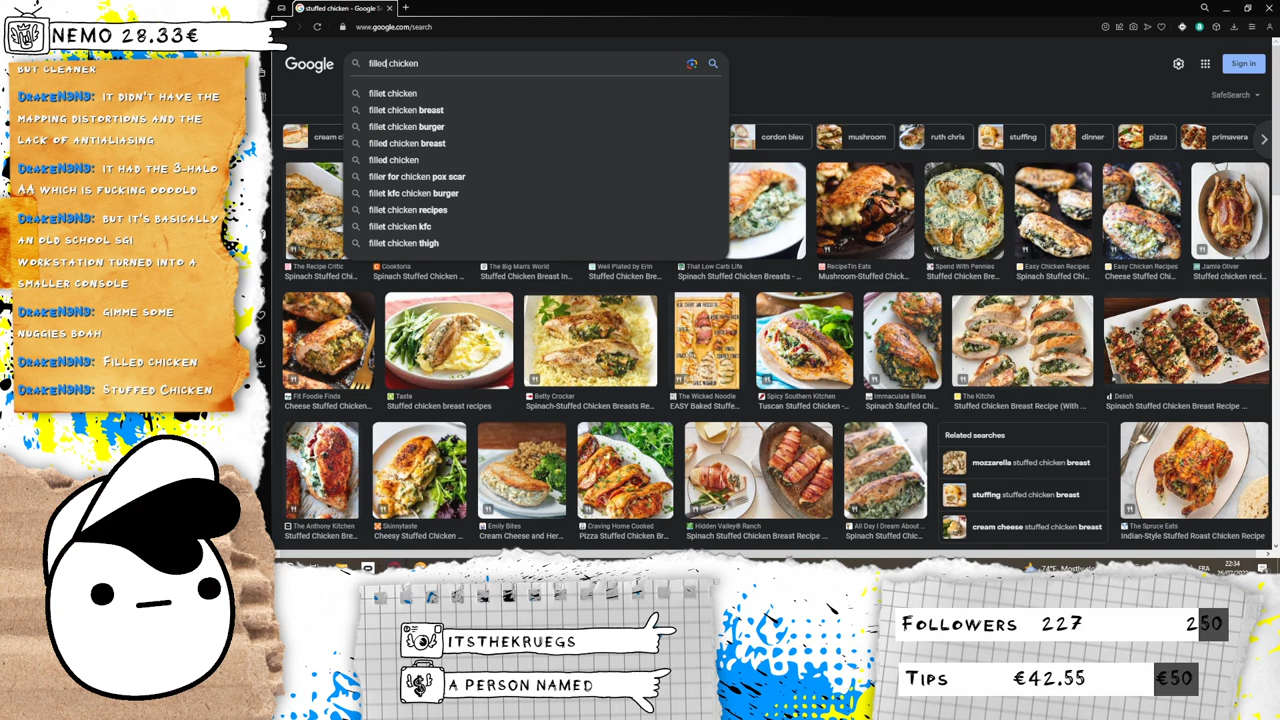 NEMO 28.33€
BUT CLEANER
DRAKEN9N9: IT DIDN'T HAVE THE
MAPPING DISTORTIONS AND THE
LACK OF ANTIALIASING
DRAKEN9N9: IT HAD THE 3-HALO
AA WHICH IS FUCKING OOOOLD
DRAKEN9N9: BUT IT'S BASICALLY
AN OLD SCHOOL SGI
WORKSTATION TURNED INTO A
SMALLER CONSOLE
DRAKEN9N9: GIMME SOME
NUGGIES BOAH
DRAKEN9N9: FILLED CHICKEN
DRAKEN9N9: STUFFED CHICKEN
stuffed chicken - Google S
www.google.com/search
Google
filled chicken
Sign in
SafeSearch
fillet chicken
fillet chicken breast
fillet chicken burger
filled chicken breast
filled chicken
filler for chicken pox scar
fillet kfc chicken burger
fillet chicken recipes
fillet chicken kfc
fillet chicken thigh
cream c
cordon bleu
mushroom
ruth chris
stuffing
dinner
pizza
primavera
The Recipe Critic
Spinach Stuffed Chicken...
Cooktoria
Spinach Stuffed Chicken ...
The Big Man's World
Stuffed Chicken Breast In...
Well Plated by Erin
Stuffed Chicken Bre...
That Low Carb Life
Spinach Stuffed Chicken Breasts - ...
RecipeTin Eats
Mushroom-Stuffed Chick...
Spend With Pennies
Spinach Stuffed Chi...
Easy Chicken Recipes
Spinach Stuffed Chi...
Easy Chicken Recipes
Cheese Stuffed Chi...
Jamie Oliver
Stuffed chicken reci...
Fit Foodie Finds
Cheese Stuffed Chicken...
Taste
Stuffed chicken breast recipes
Betty Crocker
Spinach-Stuffed Chicken Breasts Re...
The Wicked Noodle
EASY Baked Stuffe...
Spicy Southern Kitchen
Tuscan Stuffed Chicken -...
Immaculate Bites
Stuffed Chi...
The Kitchn
Stuffed Chicken Breast Recipe (With ...
Delish
Spinach Stuffed Chicken Breast Recipe ...
The Anthony Kitchen
Stuffed Chicken Bre...
Skinnytaste
Cheesy Stuffed Chicken ...
Emily Bites
Cream Cheese and Her...
Craving Home Cooked
Pizza Stuffed Chicken Br...
Hidden Valley® Ranch
Spinach Stuffed Chicken Breast Recipe ...
All Day I Dream About ...
Spinach Stuffed Chic...
Related searches
mozzarella stuffed chicken breast
stuffing stuffed chicken breast
cream cheese stuffed chicken breast
The Spruce Eats
Indian-Style Stuffed Roast Chicken Recipe
74°F Mostly
FRA
22:34
ITSTHEKRUEGS
A PERSON NAMED
FOLLOWERS 227 250
TIPS €42.55 €50